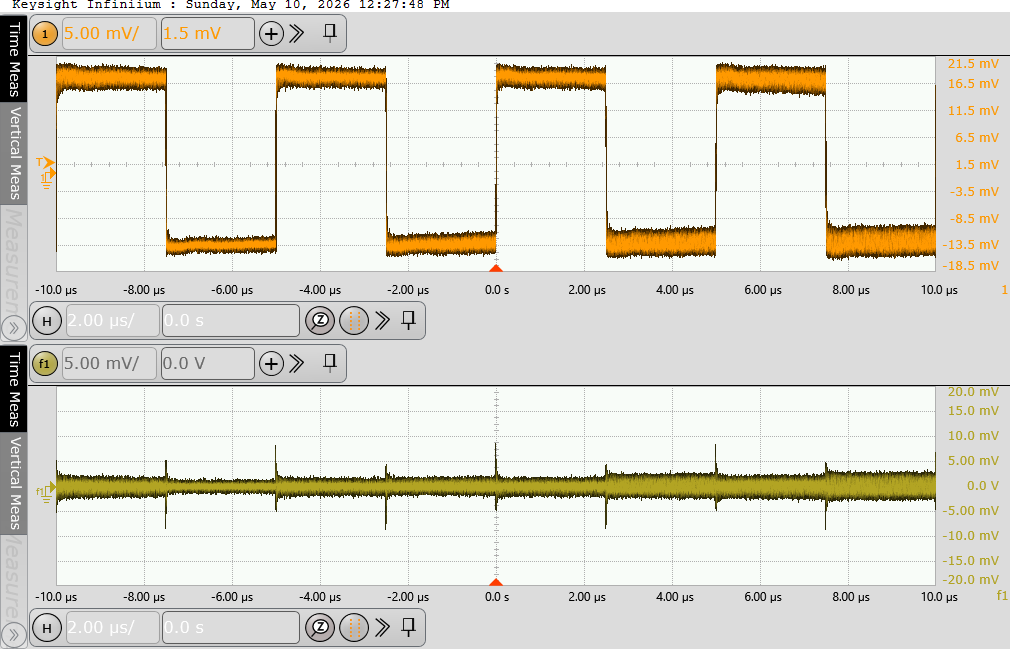 Keysight Infiniium : Sunday, May 10, 2026 12:27:48 PM
Time Meas
Vertical Meas
1
5.00 mV/
1.5 mV
21.5 mV
16.5 mV
11.5 mV
6.5 mV
1.5 mV
-3.5 mV
-8.5 mV
-13.5 mV
-18.5 mV
T
1
-10.0 µs
-8.00 µs
-6.00 µs
-4.00 µs
-2.00 µs
0.0 s
2.00 µs
4.00 µs
6.00 µs
8.00 µs
10.0 µs
1
H
2.00 µs/
0.0 s
Z
Time Meas
Vertical Meas
f1
5.00 mV/
0.0 V
20.0 mV
15.0 mV
10.0 mV
5.00 mV
0.0 V
-5.00 mV
-10.0 mV
-15.0 mV
-20.0 mV
f1
-10.0 µs
-8.00 µs
-6.00 µs
-4.00 µs
-2.00 µs
0.0 s
2.00 µs
4.00 µs
6.00 µs
8.00 µs
10.0 µs
f1
H
2.00 µs/
0.0 s
Z